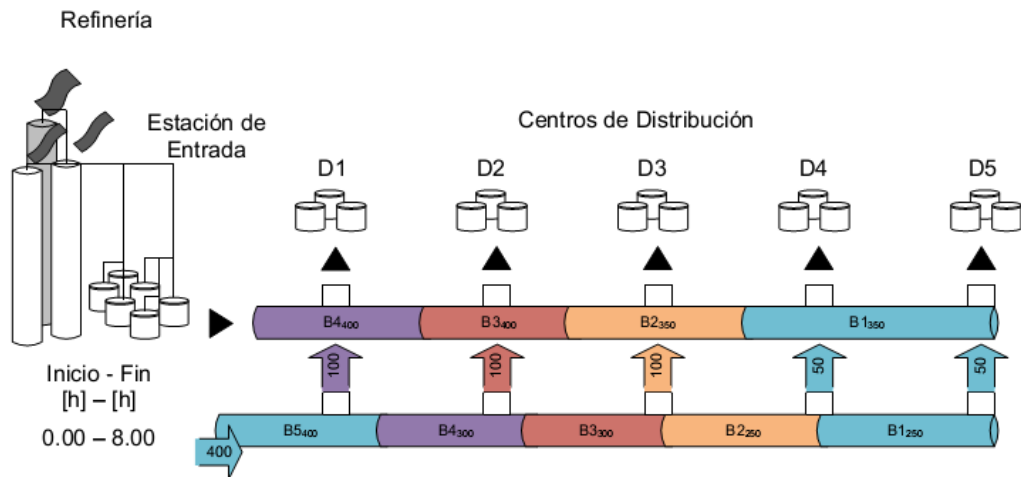 Refinería
Estación de
Entrada
Centros de Distribución
D1 D2 D3 D4 D5
B4400 B3400 B2350 B1350
100 100 100 50 50
Inicio - Fin
[h] – [h]
0.00 – 8.00
400 B5400 B4300 B3300 B2250 B1250